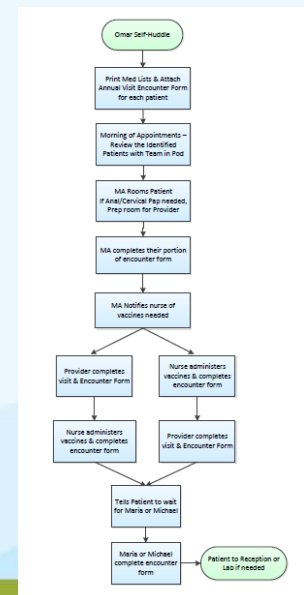 Omar Self-Huddle
Print Med Lists & Attach
Annual Visit Encounter Form
for each patient
Morning of Appointments –
Review the Identified
Patients with Team in Pod
MA Rooms Patient
If Anal/Cervical Pap needed,
Prep room for Provider
MA completes their portion
of encounter form
MA Notifies nurse of
vaccines needed
Provider completes
visit & Encounter Form
Nurse administers
vaccines & completes
encounter form
Nurse administers
vaccines & completes
encounter form
Provider completes
visit & Encounter Form
Tells Patient to wait
for Maria or Michael
Maria or Michael
complete encounter
form
Patient to Reception or
Lab if needed